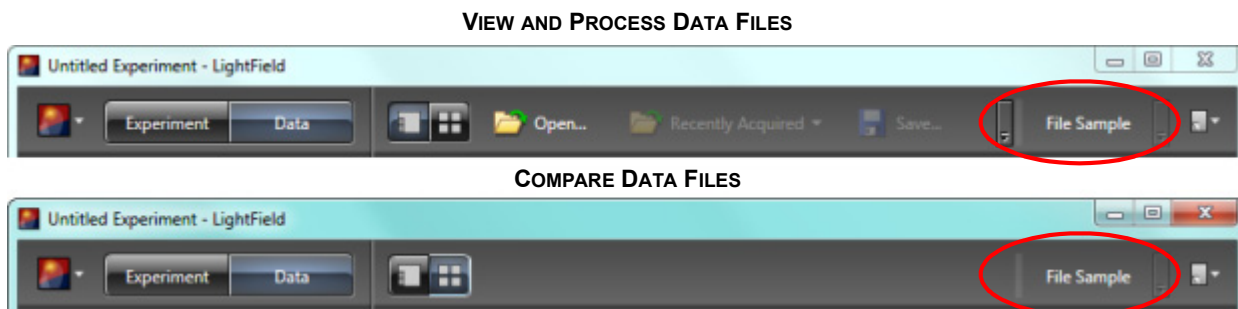 VIEW AND PROCESS DATA FILES
Untitled Experiment - LightField
Experiment Data Open... Recently Acquired Save... File Sample
COMPARE DATA FILES
Untitled Experiment - LightField
Experiment Data File Sample